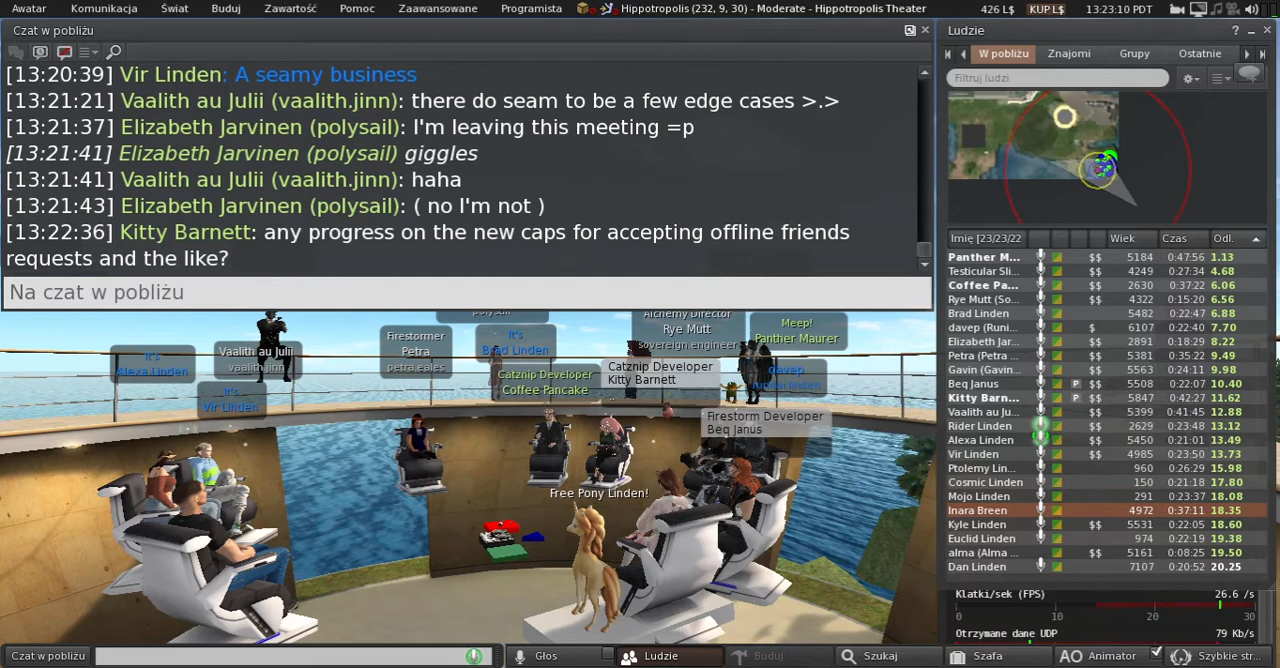 Awatar Komunikacja Świat Buduj Zawartość Pomoc Zaawansowane Programista Hippotropolis (232, 9, 30) - Moderate - Hippotropolis Theater 426 L$ KUP L$ 13:23:10 PDT
Czat w pobliżu
[13:20:39] Vir Linden: A seamy business
[13:21:21] Vaalith au Julii (vaalith.jinn): there do seam to be a few edge cases >.>
[13:21:37] Elizabeth Jarvinen (polysail): I'm leaving this meeting =p
[13:21:41] Elizabeth Jarvinen (polysail) giggles
[13:21:41] Vaalith au Julii (vaalith.jinn): haha
[13:21:43] Elizabeth Jarvinen (polysail): ( no I'm not )
[13:22:36] Kitty Barnett: any progress on the new caps for accepting offline friends
requests and the like?
Na czat w pobliżu
polysail
It's
Alexa Linden
Vaalith au Julii
vaalith.jinn
It's
Vir Linden
Firestormer
Petra
petra.eales
It's
Brad Linden
Catznip Developer
Coffee Pancake
Alchemy Director
Rye Mutt
sovereign.engineer
Catznip Developer
Kitty Barnett
Meep!
Panther Maurer
davep
Firestorm Developer
Beq Janus
Free Pony Linden!
Ludzie
W pobliżu Znajomi Grupy Ostatnie
Filtruj ludzi
Imię [23/23/22 Wiek Czas Odl.
Panther M... $$ 5184 0:47:56 1.13
Testicular Sli... $$ 4249 0:27:34 4.68
Coffee Pa... $$ 2630 0:37:22 6.06
Rye Mutt (So... $$ 4322 0:15:20 6.56
Brad Linden 5482 0:22:47 6.88
davep (Runi... $ 6107 0:22:40 7.70
Elizabeth Jar... $$ 2891 0:18:29 8.22
Petra (Petra ... $$ 5381 0:35:22 9.49
Gavin (Gavin... $$ 5563 0:24:11 9.98
Beq Janus P $$ 5508 0:22:07 10.40
Kitty Barn... P $$ 5847 0:42:27 11.62
Vaalith au Ju... $$ 5399 0:41:45 12.88
Rider Linden $$ 2629 0:23:48 13.12
Alexa Linden $$ 5450 0:21:01 13.49
Vir Linden $$ 4985 0:23:50 13.73
Ptolemy Lin... 960 0:26:29 15.98
Cosmic Linden 150 0:21:18 17.80
Mojo Linden 291 0:23:37 18.08
Inara Breen 4972 0:37:11 18.35
Kyle Linden $$ 5531 0:22:05 18.60
Euclid Linden 974 0:22:19 19.38
alma (Alma ... $$ 5161 0:08:25 19.50
Dan Linden 7107 0:20:52 20.25
Klatki/sek (FPS) 26.6 /s
0 10 20 30
Otrzymane dane UDP 79 Kb/s
Czat w pobliżu Głos Ludzie Buduj Szukaj Szafa AO Animator Szybkie str...